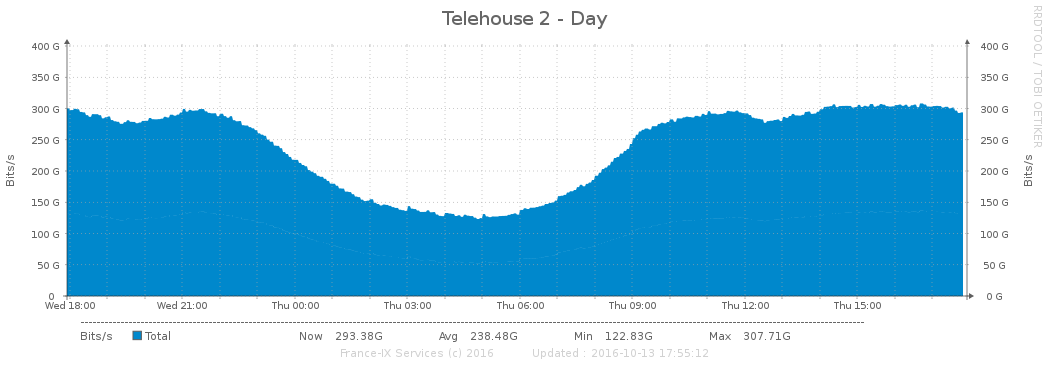 Telehouse 2 - Day
RRDTOOL / TOBI OETIKER
Bits/s
Bits/s
400 G 400 G
350 G 350 G
300 G 300 G
250 G 250 G
200 G 200 G
150 G 150 G
100 G 100 G
50 G 50 G
0 0 G
Wed 18:00 Wed 21:00 Thu 00:00 Thu 03:00 Thu 06:00 Thu 09:00 Thu 12:00 Thu 15:00
Bits/s Total Now 293.38G Avg 238.48G Min 122.83G Max 307.71G
France-IX Services (c) 2016 Updated : 2016-10-13 17:55:12